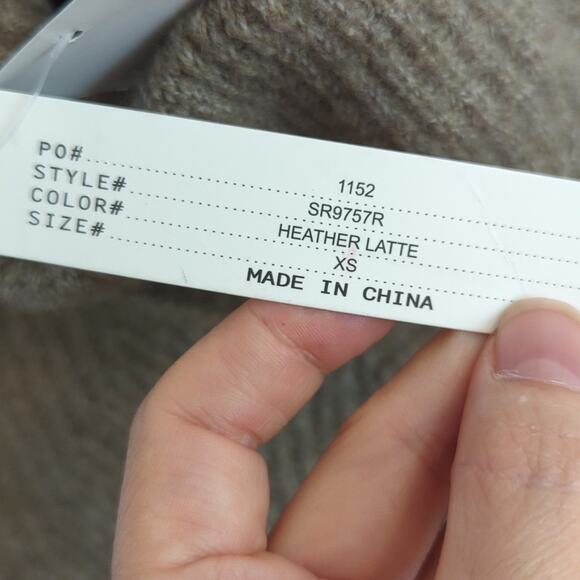 PO# 1152
STYLE# SR9757R
COLOR# HEATHER LATTE
SIZE# XS
MADE IN CHINA